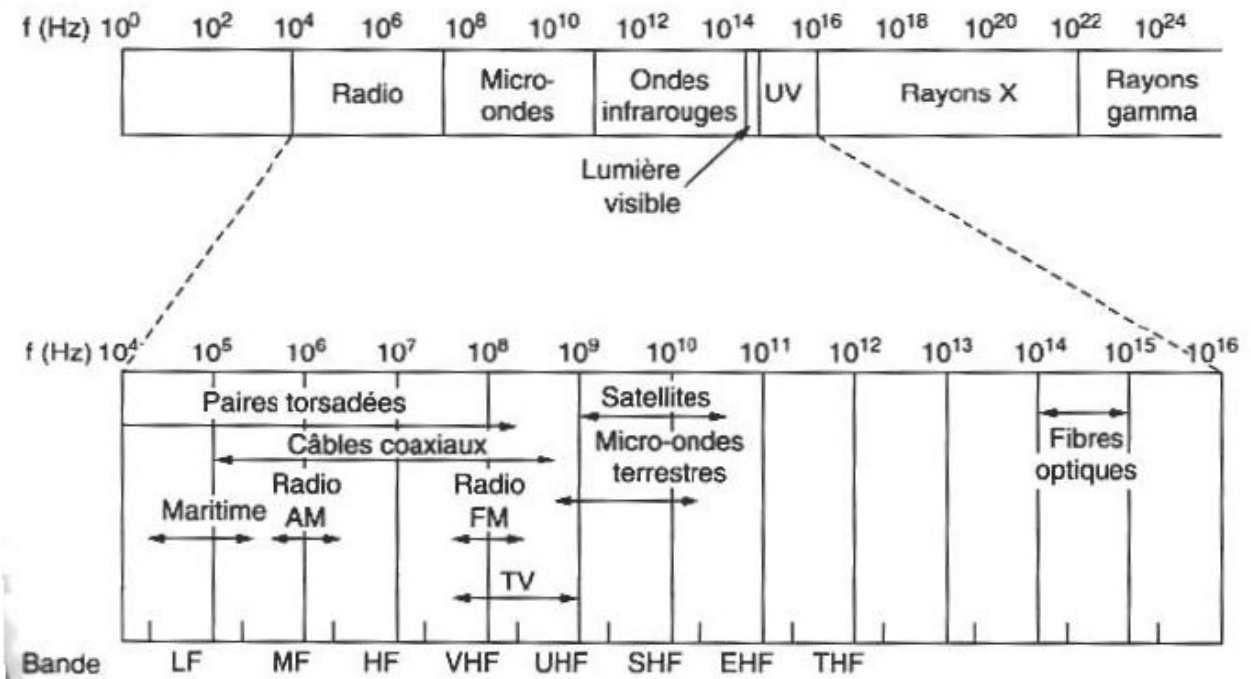 f (Hz) 10⁰ 10² 10⁴ 10⁶ 10⁸ 10¹⁰ 10¹² 10¹⁴ 10¹⁶ 10¹⁸ 10²⁰ 10²² 10²⁴
Radio
Micro-
ondes
Ondes
infrarouges
UV
Rayons X
Rayons
gamma
Lumière
visible
f (Hz) 10⁴ 10⁵ 10⁶ 10⁷ 10⁸ 10⁹ 10¹⁰ 10¹¹ 10¹² 10¹³ 10¹⁴ 10¹⁵ 10¹⁶
Paires torsadées
Satellites
Câbles coaxiaux
Micro-ondes
terrestres
Fibres
optiques
Maritime
Radio
AM
Radio
FM
TV
Bande LF MF HF VHF UHF SHF EHF THF